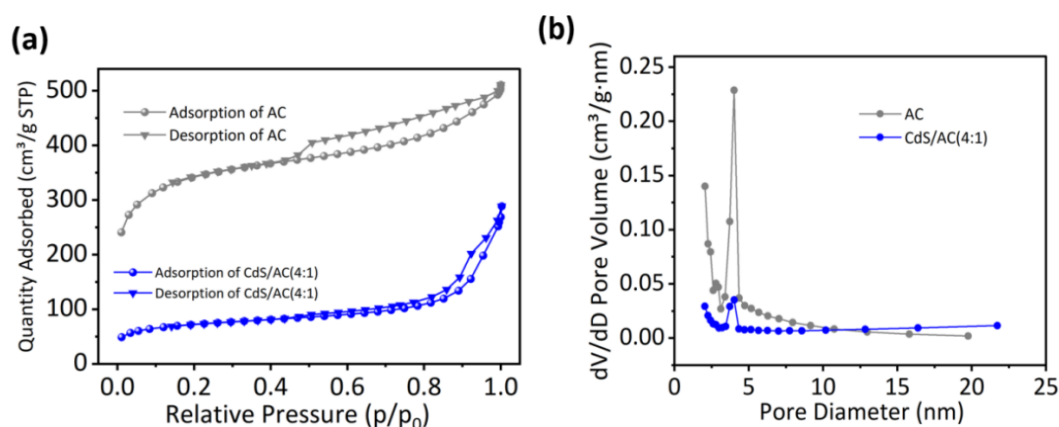 (a)
Quantity Adsorbed (cm³/g STP)
500
400
300
200
100
0
Adsorption of AC
Desorption of AC
Adsorption of CdS/AC(4:1)
Desorption of CdS/AC(4:1)
0.0 0.2 0.4 0.6 0.8 1.0
Relative Pressure (p/p₀)
(b)
dV/dD Pore Volume (cm³/g·nm)
0.25
0.20
0.15
0.10
0.05
0.00
AC
CdS/AC(4:1)
0 5 10 15 20 25
Pore Diameter (nm)